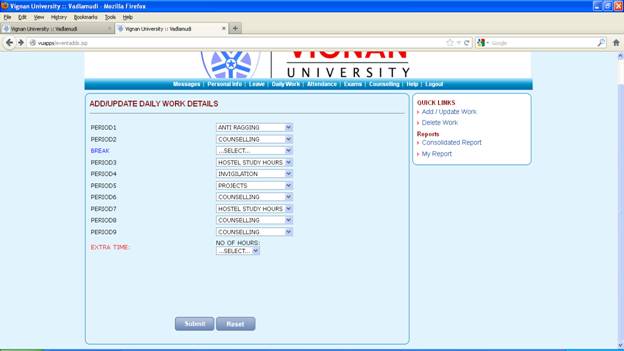 Vignan University :: Vadlamudi - Mozilla Firefox
File Edit View History Bookmarks Tools Help
Vignan University :: Vadlamudi × Vignan University :: Vadlamudi × +
vuapps/eventadds.jsp Google
VIGNAN
UNIVERSITY
Messages | Personal Info | Leave | Daily Work | Attendance | Exams | Counselling | Help | Logout
ADD/UPDATE DAILY WORK DETAILS
PERIOD1 ANTI RAGGING
PERIOD2 COUNSELLING
BREAK ...SELECT...
PERIOD3 HOSTEL STUDY HOURS
PERIOD4 INVIGILATION
PERIOD5 PROJECTS
PERIOD6 COUNSELLING
PERIOD7 HOSTEL STUDY HOURS
PERIOD8 COUNSELLING
PERIOD9 COUNSELLING
EXTRA TIME: NO OF HOURS:
...SELECT...
Submit Reset
QUICK LINKS
Add / Update Work
Delete Work
Reports
Consolidated Report
My Report